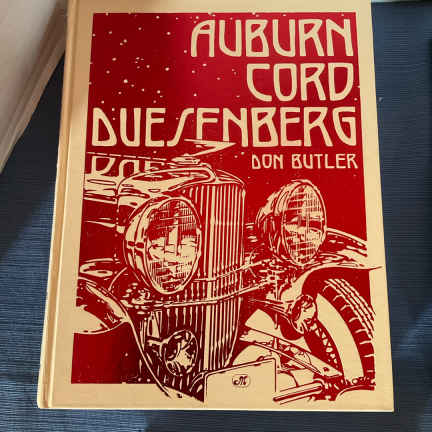 AUBURN
CORD
DUESENBERG
DON BUTLER
M